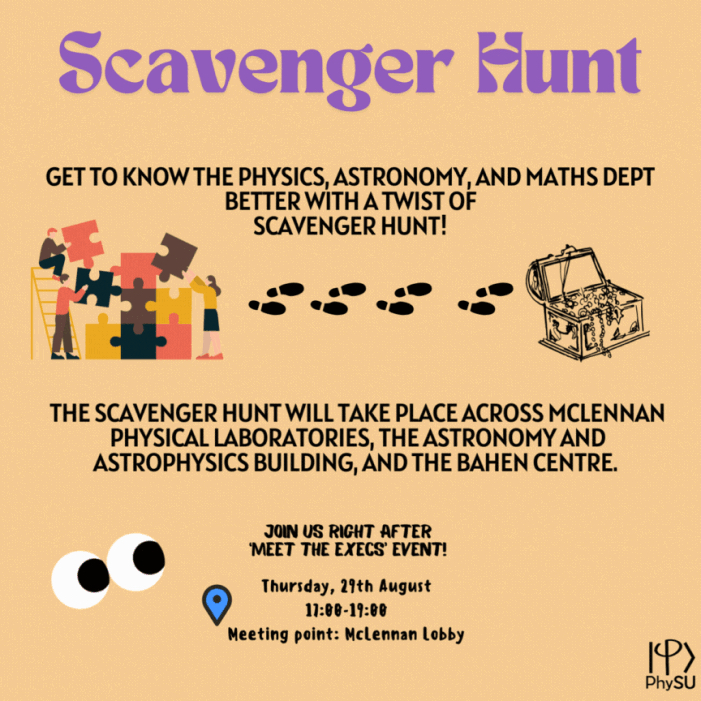 Scavenger Hunt
GET TO KNOW THE PHYSICS, ASTRONOMY, AND MATHS DEPT
BETTER WITH A TWIST OF
SCAVENGER HUNT!
THE SCAVENGER HUNT WILL TAKE PLACE ACROSS MCLENNAN
PHYSICAL LABORATORIES, THE ASTRONOMY AND
ASTROPHYSICS BUILDING, AND THE BAHEN CENTRE.
JOIN US RIGHT AFTER
'MEET THE EXECS' EVENT!
Thursday, 29th August
17:00-19:00
Meeting point: McLennan Lobby
|Ψ⟩
PhySU